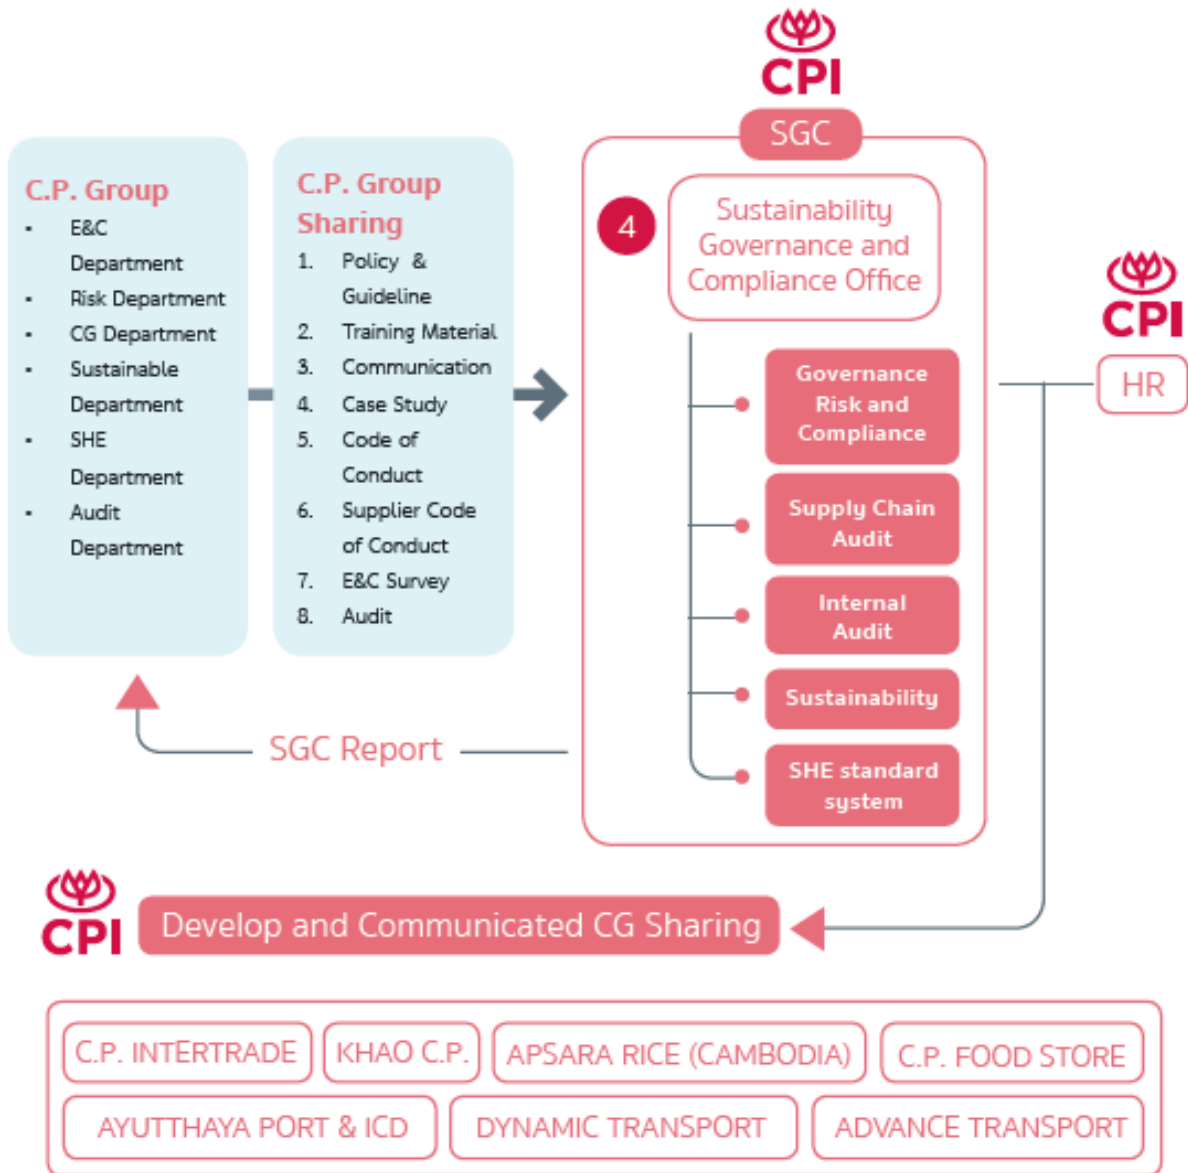 CPI
SGC
C.P. Group
- E&C
Department
- Risk Department
- CG Department
- Sustainable
Department
- SHE
Department
- Audit
Department
C.P. Group
Sharing
1. Policy &
Guideline
2. Training Material
3. Communication
4. Case Study
5. Code of
Conduct
6. Supplier Code
of Conduct
7. E&C Survey
8. Audit
4
Sustainability
Governance and
Compliance Office
Governance
Risk and
Compliance
Supply Chain
Audit
Internal
Audit
Sustainability
SHE standard
system
CPI
HR
SGC Report
CPI
Develop and Communicated CG Sharing
C.P. INTERTRADE
KHAO C.P.
APSARA RICE (CAMBODIA)
C.P. FOOD STORE
AYUTTHAYA PORT & ICD
DYNAMIC TRANSPORT
ADVANCE TRANSPORT